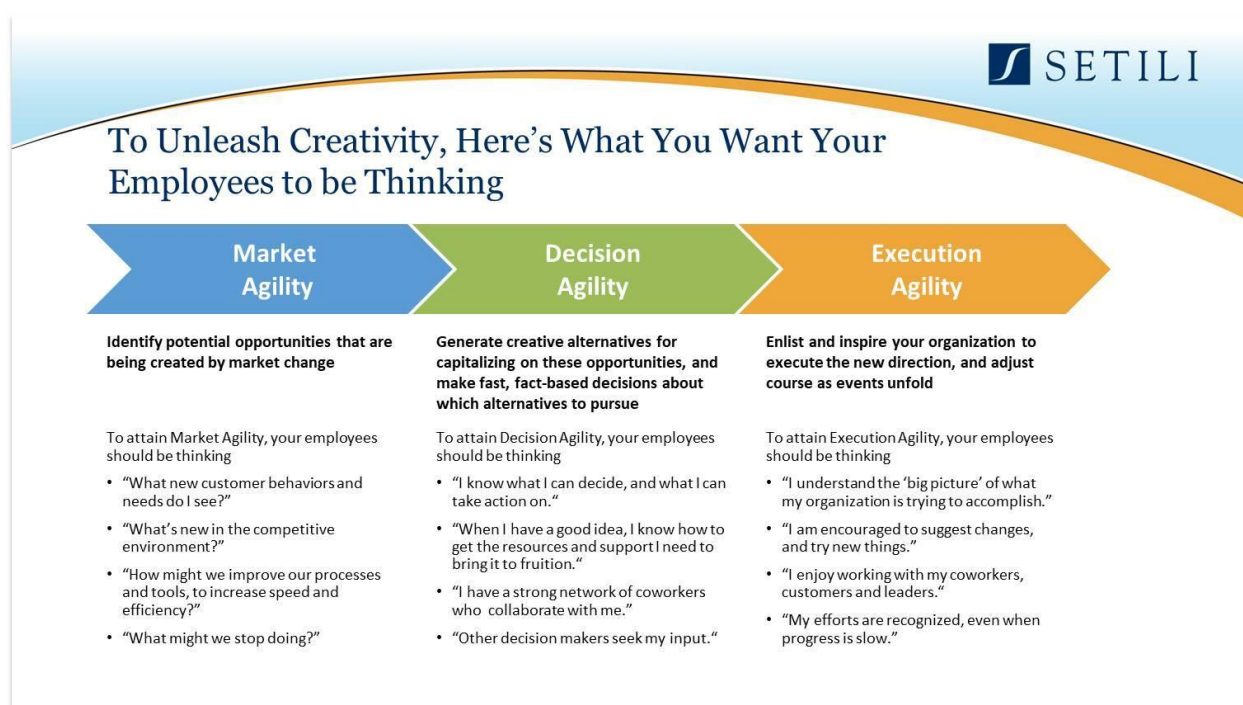 SETILI
To Unleash Creativity, Here’s What You Want Your
Employees to be Thinking
Market
Agility
Decision
Agility
Execution
Agility
Identify potential opportunities that are
being created by market change
Generate creative alternatives for
capitalizing on these opportunities, and
make fast, fact-based decisions about
which alternatives to pursue
Enlist and inspire your organization to
execute the new direction, and adjust
course as events unfold
To attain Market Agility, your employees
should be thinking
• “What new customer behaviors and
needs do I see?”
• “What’s new in the competitive
environment?”
• “How might we improve our processes
and tools, to increase speed and
efficiency?”
• “What might we stop doing?”
To attain Decision Agility, your employees
should be thinking
• “I know what I can decide, and what I can
take action on.“
• “When I have a good idea, I know how to
get the resources and support I need to
bring it to fruition.“
• “I have a strong network of coworkers
who collaborate with me.”
• “Other decision makers seek my input.“
To attain Execution Agility, your employees
should be thinking
• “I understand the ‘big picture’ of what
my organization is trying to accomplish.”
• “I am encouraged to suggest changes,
and try new things.”
• “I enjoy working with my coworkers,
customers and leaders.“
• “My efforts are recognized, even when
progress is slow.”